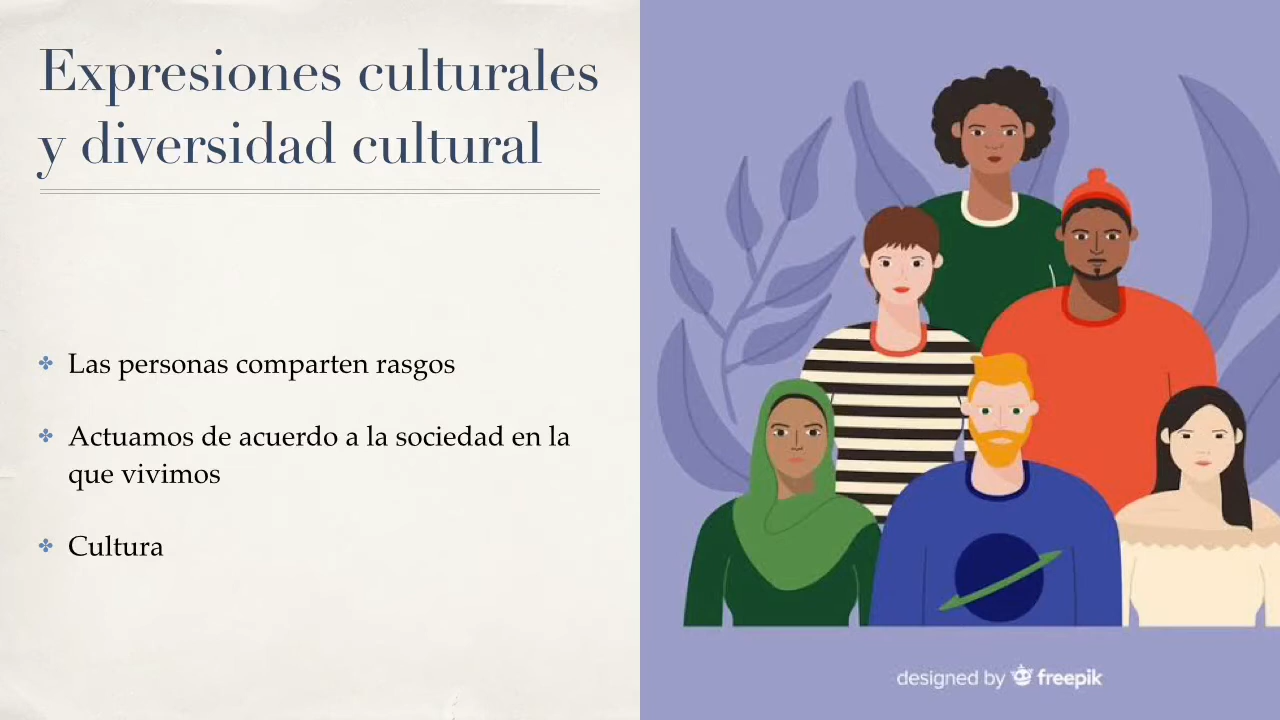 Expresiones culturales
y diversidad cultural
Las personas comparten rasgos
Actuamos de acuerdo a la sociedad en la
que vivimos
Cultura
designed by freepik